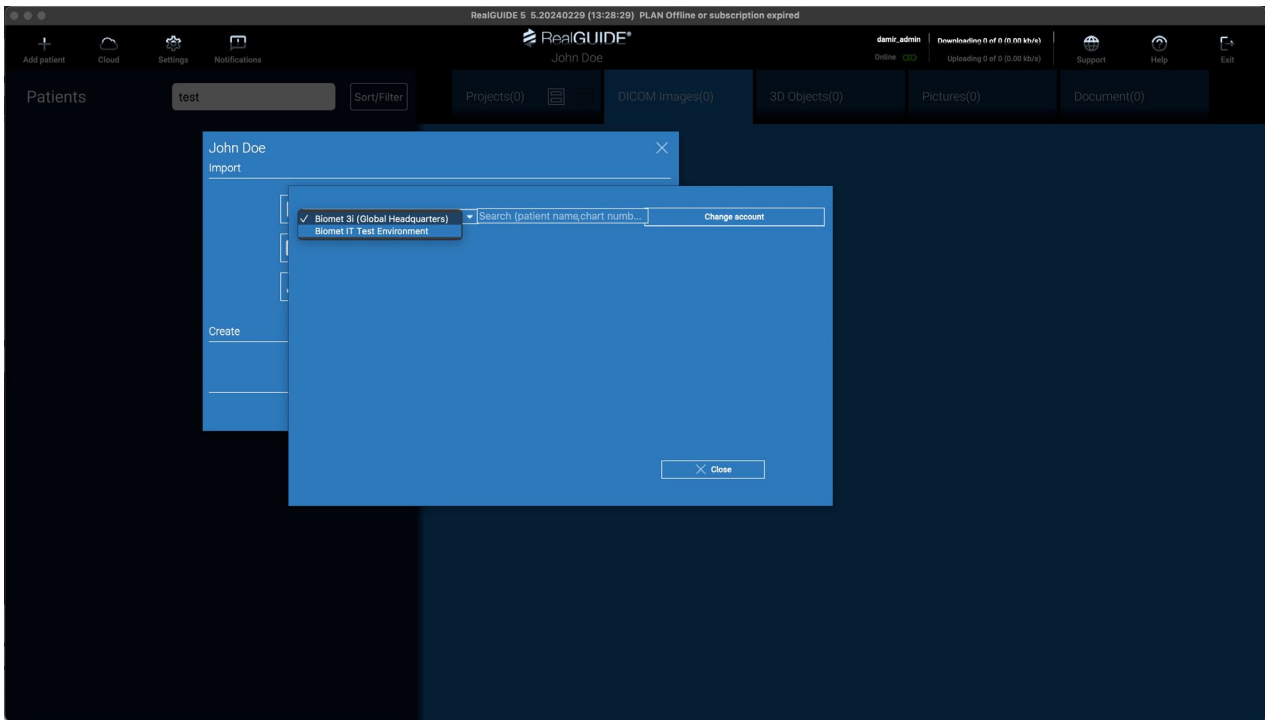 RealGUIDE 5 5.20240229 (13:28:29) PLAN Offline or subscription expired
Add patient
Cloud
Settings
Notifications
RealGUIDE®
John Doe
damir_admin
Online
Downloading 0 of 0 (0.00 kb/s)
Uploading 0 of 0 (0.00 kb/s)
Support
Help
Exit
Patients
test
Sort/Filter
Projects(0)
DICOM Images(0)
3D Objects(0)
Pictures(0)
Document(0)
John Doe
Import
✓ Biomet 3i (Global Headquarters)
Biomet IT Test Environment
Search (patient name,chart numb...
Change account
Create
Close